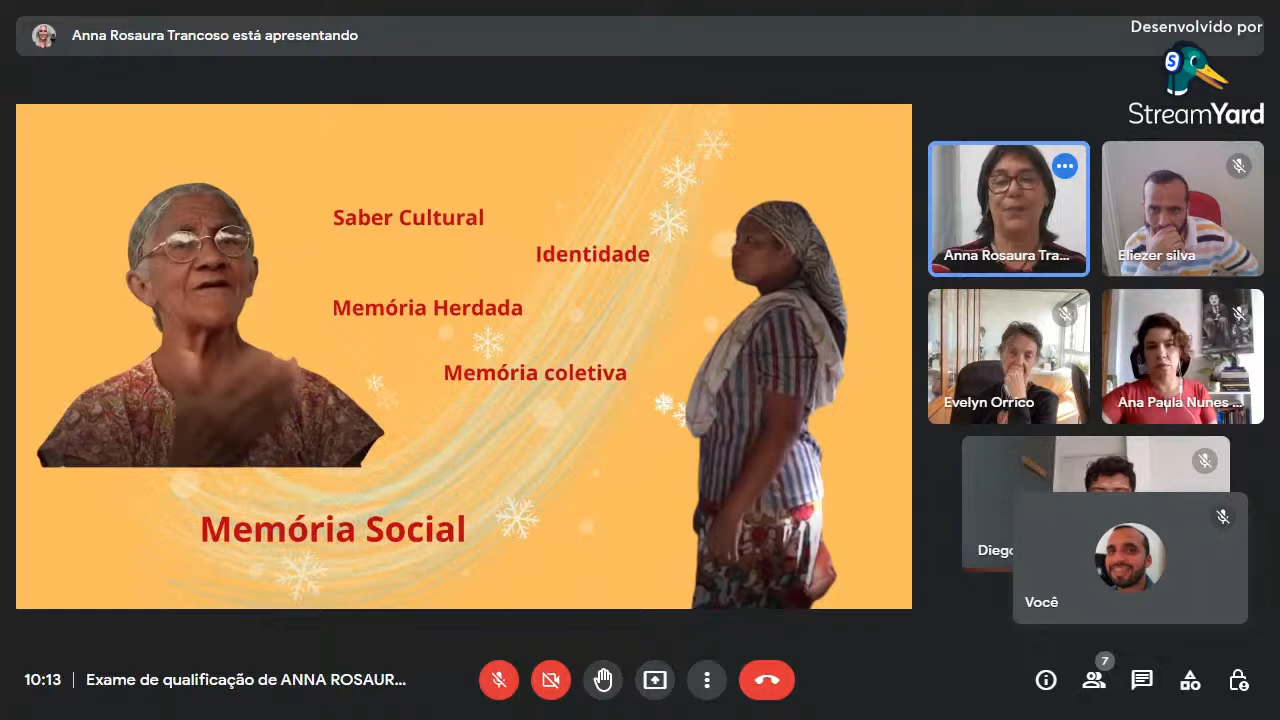 Anna Rosaura Trancoso está apresentando
Desenvolvido por
S
StreamYard
Saber Cultural
Identidade
Memória Herdada
Memória coletiva
Memória Social
Anna Rosaura Tra...
Eliezer silva
Evelyn Orrico
Ana Paula Nunes ...
Diego
Você
10:13 | Exame de qualificação de ANNA ROSAUR...
7